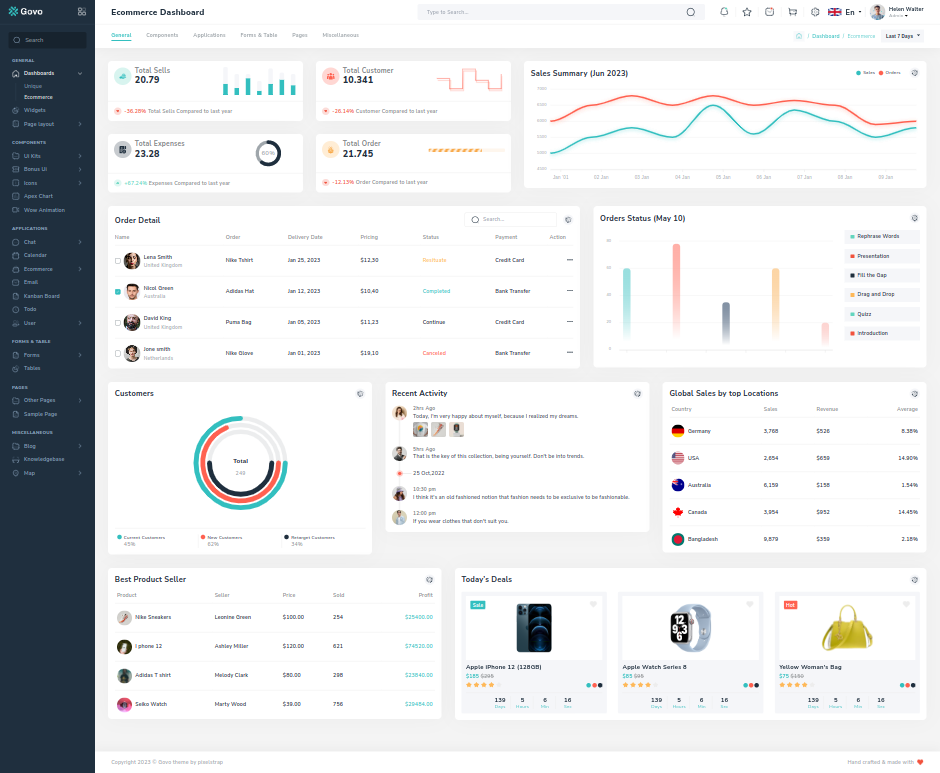 Govo
Search
GENERAL
Dashboards
Unique
Ecommerce
Widgets
Page layout
COMPONENTS
UI Kits
Bonus UI
Icons
Apex Chart
Wow Animation
APPLICATIONS
Chat
Calendar
Ecommerce
Email
Kanban Board
Todo
User
FORMS & TABLE
Forms
Tables
PAGES
Other Pages
Sample Page
MISCELLANEOUS
Blog
Knowledgebase
Map
Ecommerce Dashboard
Type to Search...
En
Helen Walter
Admin
General Components Applications Forms & Table Pages Miscellaneous
/ Dashboard / Ecommerce
Last 7 Days
Total Sells
20.79
-36.28% Total Sells Compared to last year
Total Customer
10.341
-26.14% Customer Compared to last year
Total Expenses
23.28
60%
+67.24% Expenses Compared to last year
Total Order
21.745
-12.13% Order Compared to last year
Sales Summary (Jun 2023)
Sales Orders
Jan '01 02 Jan 03 Jan 04 Jan 05 Jan 06 Jan 07 Jan 08 Jan 09 Jan
Order Detail
Search...
Name Order Delivery Date Pricing Status Payment Action
Lena Smith
United Kingdom
Nike Tshirt Jan 25, 2023 $12,30 Reactivate Credit Card
Nicol Green
Australia
Adidas Hat Jan 12, 2023 $10,40 Completed Bank Transfer
David King
United Kingdom
Puma Bag Jan 05, 2023 $11,23 Continue Credit Card
Jone smith
Netherlands
Nike Glove Jan 01, 2023 $19,10 Canceled Bank Transfer
Orders Status (May 10)
Rephrase Words
Presentation
Fill the Gap
Drag and Drop
Quizz
Introduction
Customers
Total
249
Current Customers
45%
New Customers
62%
Retarger Customers
34%
Recent Activity
2hrs Ago
Today, I'm very happy about myself, because I realized my dreams.
5hrs Ago
That is the key of this collection, being yourself. Don't be into trends.
25 Oct,2022
10:30 pm
I think it's an old fashioned notion that fashion needs to be exclusive to be fashionable.
12:00 pm
If you wear clothes that don't suit you.
Global Sales by top Locations
Country Sales Revenue Average
Germany 3,768 $526 8.38%
USA 2,654 $659 14.90%
Australia 6,159 $158 1.54%
Canada 3,954 $952 14.45%
Bangladesh 9,879 $359 2.18%
Best Product Seller
Product Seller Price Sold Profit
Nike Sneakers Leonine Green $100.00 254 $25400.00
I phone 12 Ashley Miller $120.00 621 $74520.00
Adidas T shirt Melody Clark $80.00 298 $23840.00
Seiko Watch Marty Wood $39.00 756 $29484.00
Today's Deals
Sale
Apple iPhone 12 (128GB)
$185 $295
139 5 6 16
Days Hours Min Sec
Apple Watch Series 8
$85 $95
139 5 6 16
Days Hours Min Sec
Hot
Yellow Woman's Bag
$75 $150
139 5 6 16
Days Hours Min Sec
Copyright 2023 © Govo theme by pixelstrap
Hand crafted & made with